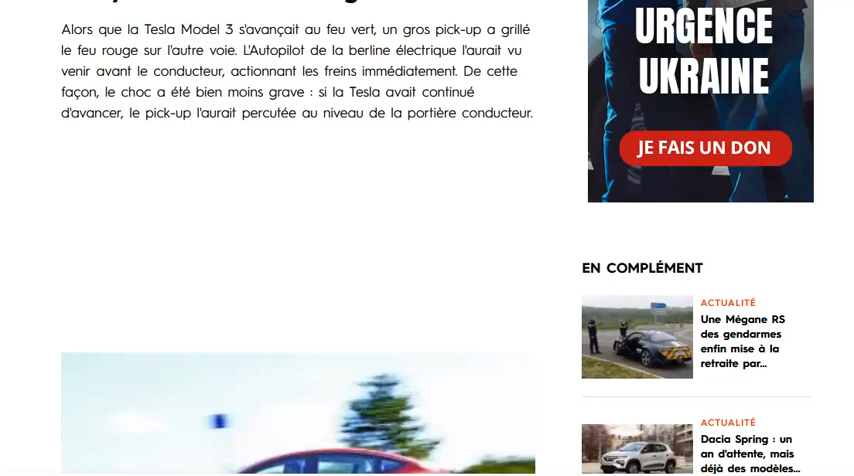 Alors que la Tesla Model 3 s'avançait au feu vert, un gros pick-up a grillé
le feu rouge sur l'autre voie. L'Autopilot de la berline électrique l'aurait vu
venir avant le conducteur, actionnant les freins immédiatement. De cette
façon, le choc a été bien moins grave : si la Tesla avait continué
d'avancer, le pick-up l'aurait percutée au niveau de la portière conducteur.
URGENCE
UKRAINE
JE FAIS UN DON
EN COMPLÉMENT
ACTUALITÉ
Une Mégane RS
des gendarmes
enfin mise à la
retraite par...
ACTUALITÉ
Dacia Spring : un
an d'attente, mais
déjà des modèles...